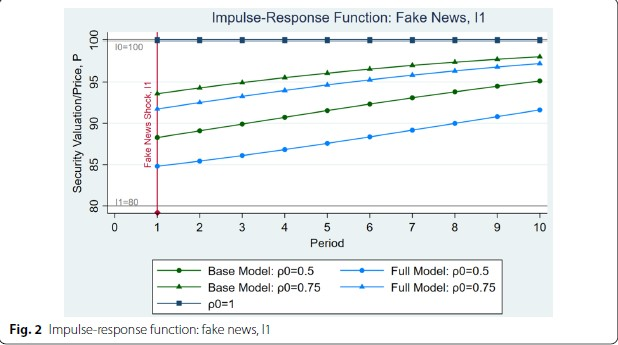 Impulse-Response Function: Fake News, I1
Security Valuation/Price, P
100
95
90
85
80
I0=100
Fake News Shock, I1
I1=80
0 1 2 3 4 5 6 7 8 9 10
Period
Base Model: ρ0=0.5 Full Model: ρ0=0.5
Base Model: ρ0=0.75 Full Model: ρ0=0.75
ρ0=1
Fig. 2 Impulse-response function: fake news, I1